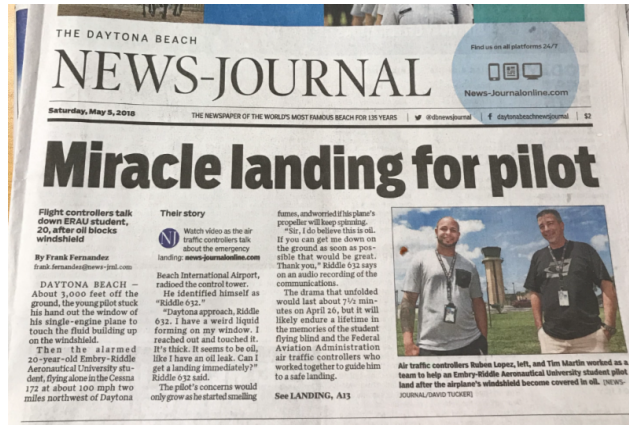 THE DAYTONA BEACH
NEWS-JOURNAL
Find us on all platforms 24/7
News-Journalonline.com
Saturday, May 5, 2018
THE NEWSPAPER OF THE WORLD'S MOST FAMOUS BEACH FOR 135 YEARS
@dbnewsjournal
f daytonabeachnewsjournal
$2
Miracle landing for pilot
Flight controllers talk
down ERAU student,
20, after oil blocks
windshield
By Frank Fernandez
frank.fernandez@news-jrnl.com
DAYTONA BEACH —
About 3,000 feet off the
ground, the young pilot stuck
his hand out the window of
his single-engine plane to
touch the fluid building up
on the windshield.
Then the alarmed
20-year-old Embry-Riddle
Aeronautical University stu-
dent, flying alone in the Cessna
172 at about 100 mph two
miles northwest of Daytona
Their story
NJ
Watch video as the air
traffic controllers talk
about the emergency
landing: news-journalonline.com
Beach International Airport,
radioed the control tower.
He identified himself as
"Riddle 632."
"Daytona approach, Riddle
632. I have a weird liquid
forming on my window. I
reached out and touched it.
It's thick. It seems to be oil,
like I have an oil leak. Can I
get a landing immediately?"
Riddle 632 said.
The pilot's concerns would
only grow as he started smelling
fumes, andworried if his plane's
propeller will keep spinning.
"Sir, I do believe this is oil.
If you can get me down on
the ground as soon as pos-
sible that would be great.
Thank you," Riddle 632 says
on an audio recording of the
communications.
The drama that unfolded
would last about 7½ min-
utes on April 26, but it will
likely endure a lifetime in
the memories of the student
flying blind and the Federal
Aviation Administration
air traffic controllers who
worked together to guide him
to a safe landing.
See LANDING, A13
Air traffic controllers Ruben Lopez, left, and Tim Martin worked as a
team to help an Embry-Riddle Aeronautical University student pilot
land after the airplane's windshield become covered in oil. [NEWS-
JOURNAL/DAVID TUCKER]